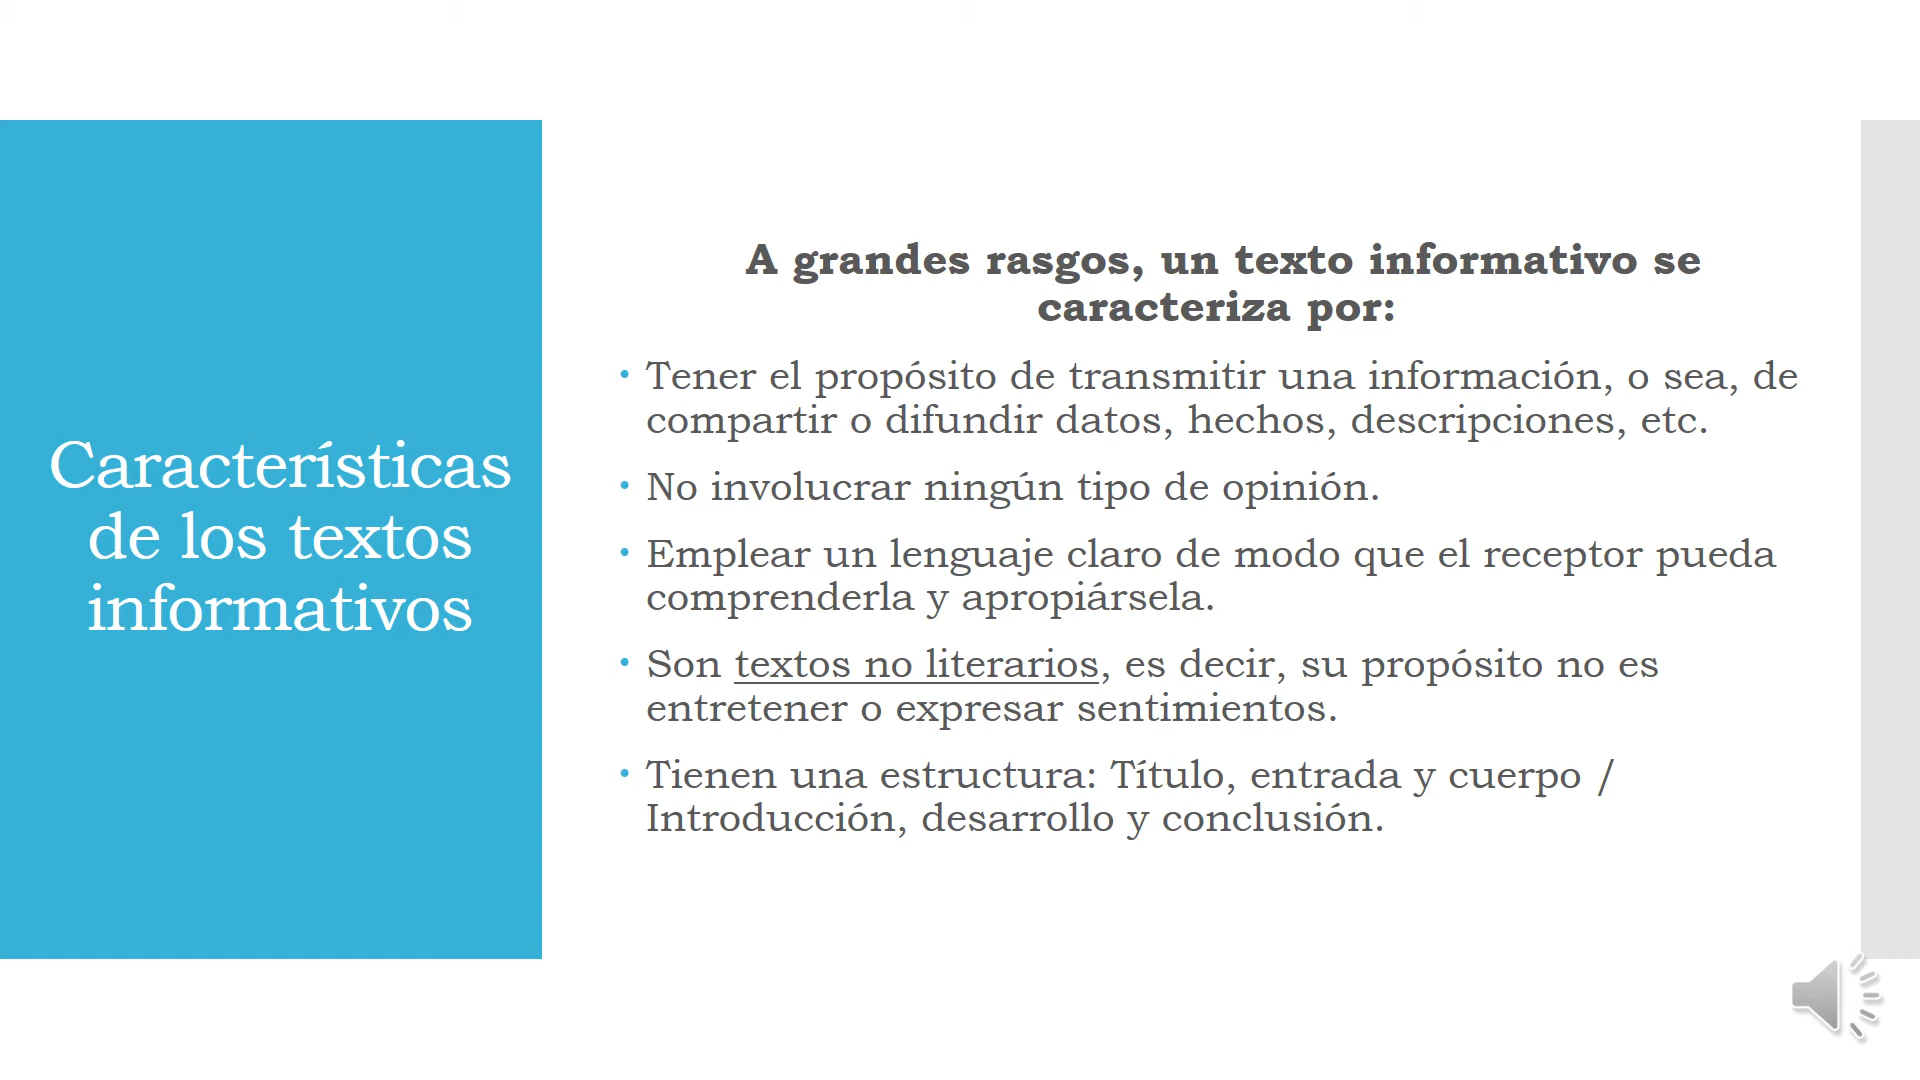 Características
de los textos
informativos
A grandes rasgos, un texto informativo se
caracteriza por:
• Tener el propósito de transmitir una información, o sea, de
compartir o difundir datos, hechos, descripciones, etc.
• No involucrar ningún tipo de opinión.
• Emplear un lenguaje claro de modo que el receptor pueda
comprenderla y apropiársela.
• Son textos no literarios, es decir, su propósito no es
entretener o expresar sentimientos.
• Tienen una estructura: Título, entrada y cuerpo /
Introducción, desarrollo y conclusión.